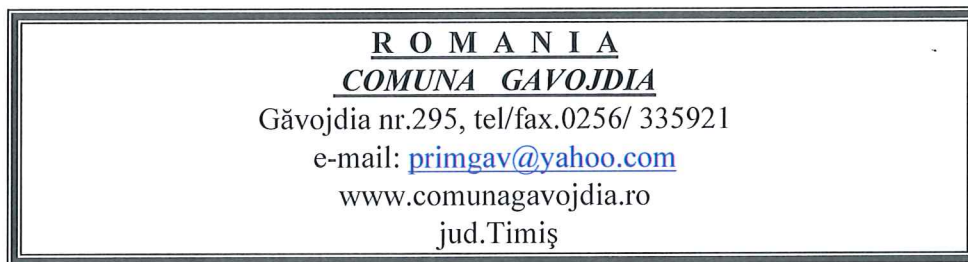 R O M A N I A
COMUNA GAVOJDIA
Găvojdia nr.295, tel/fax.0256/ 335921
e-mail: primgav@yahoo.com
www.comunagavojdia.ro
jud.Timiş